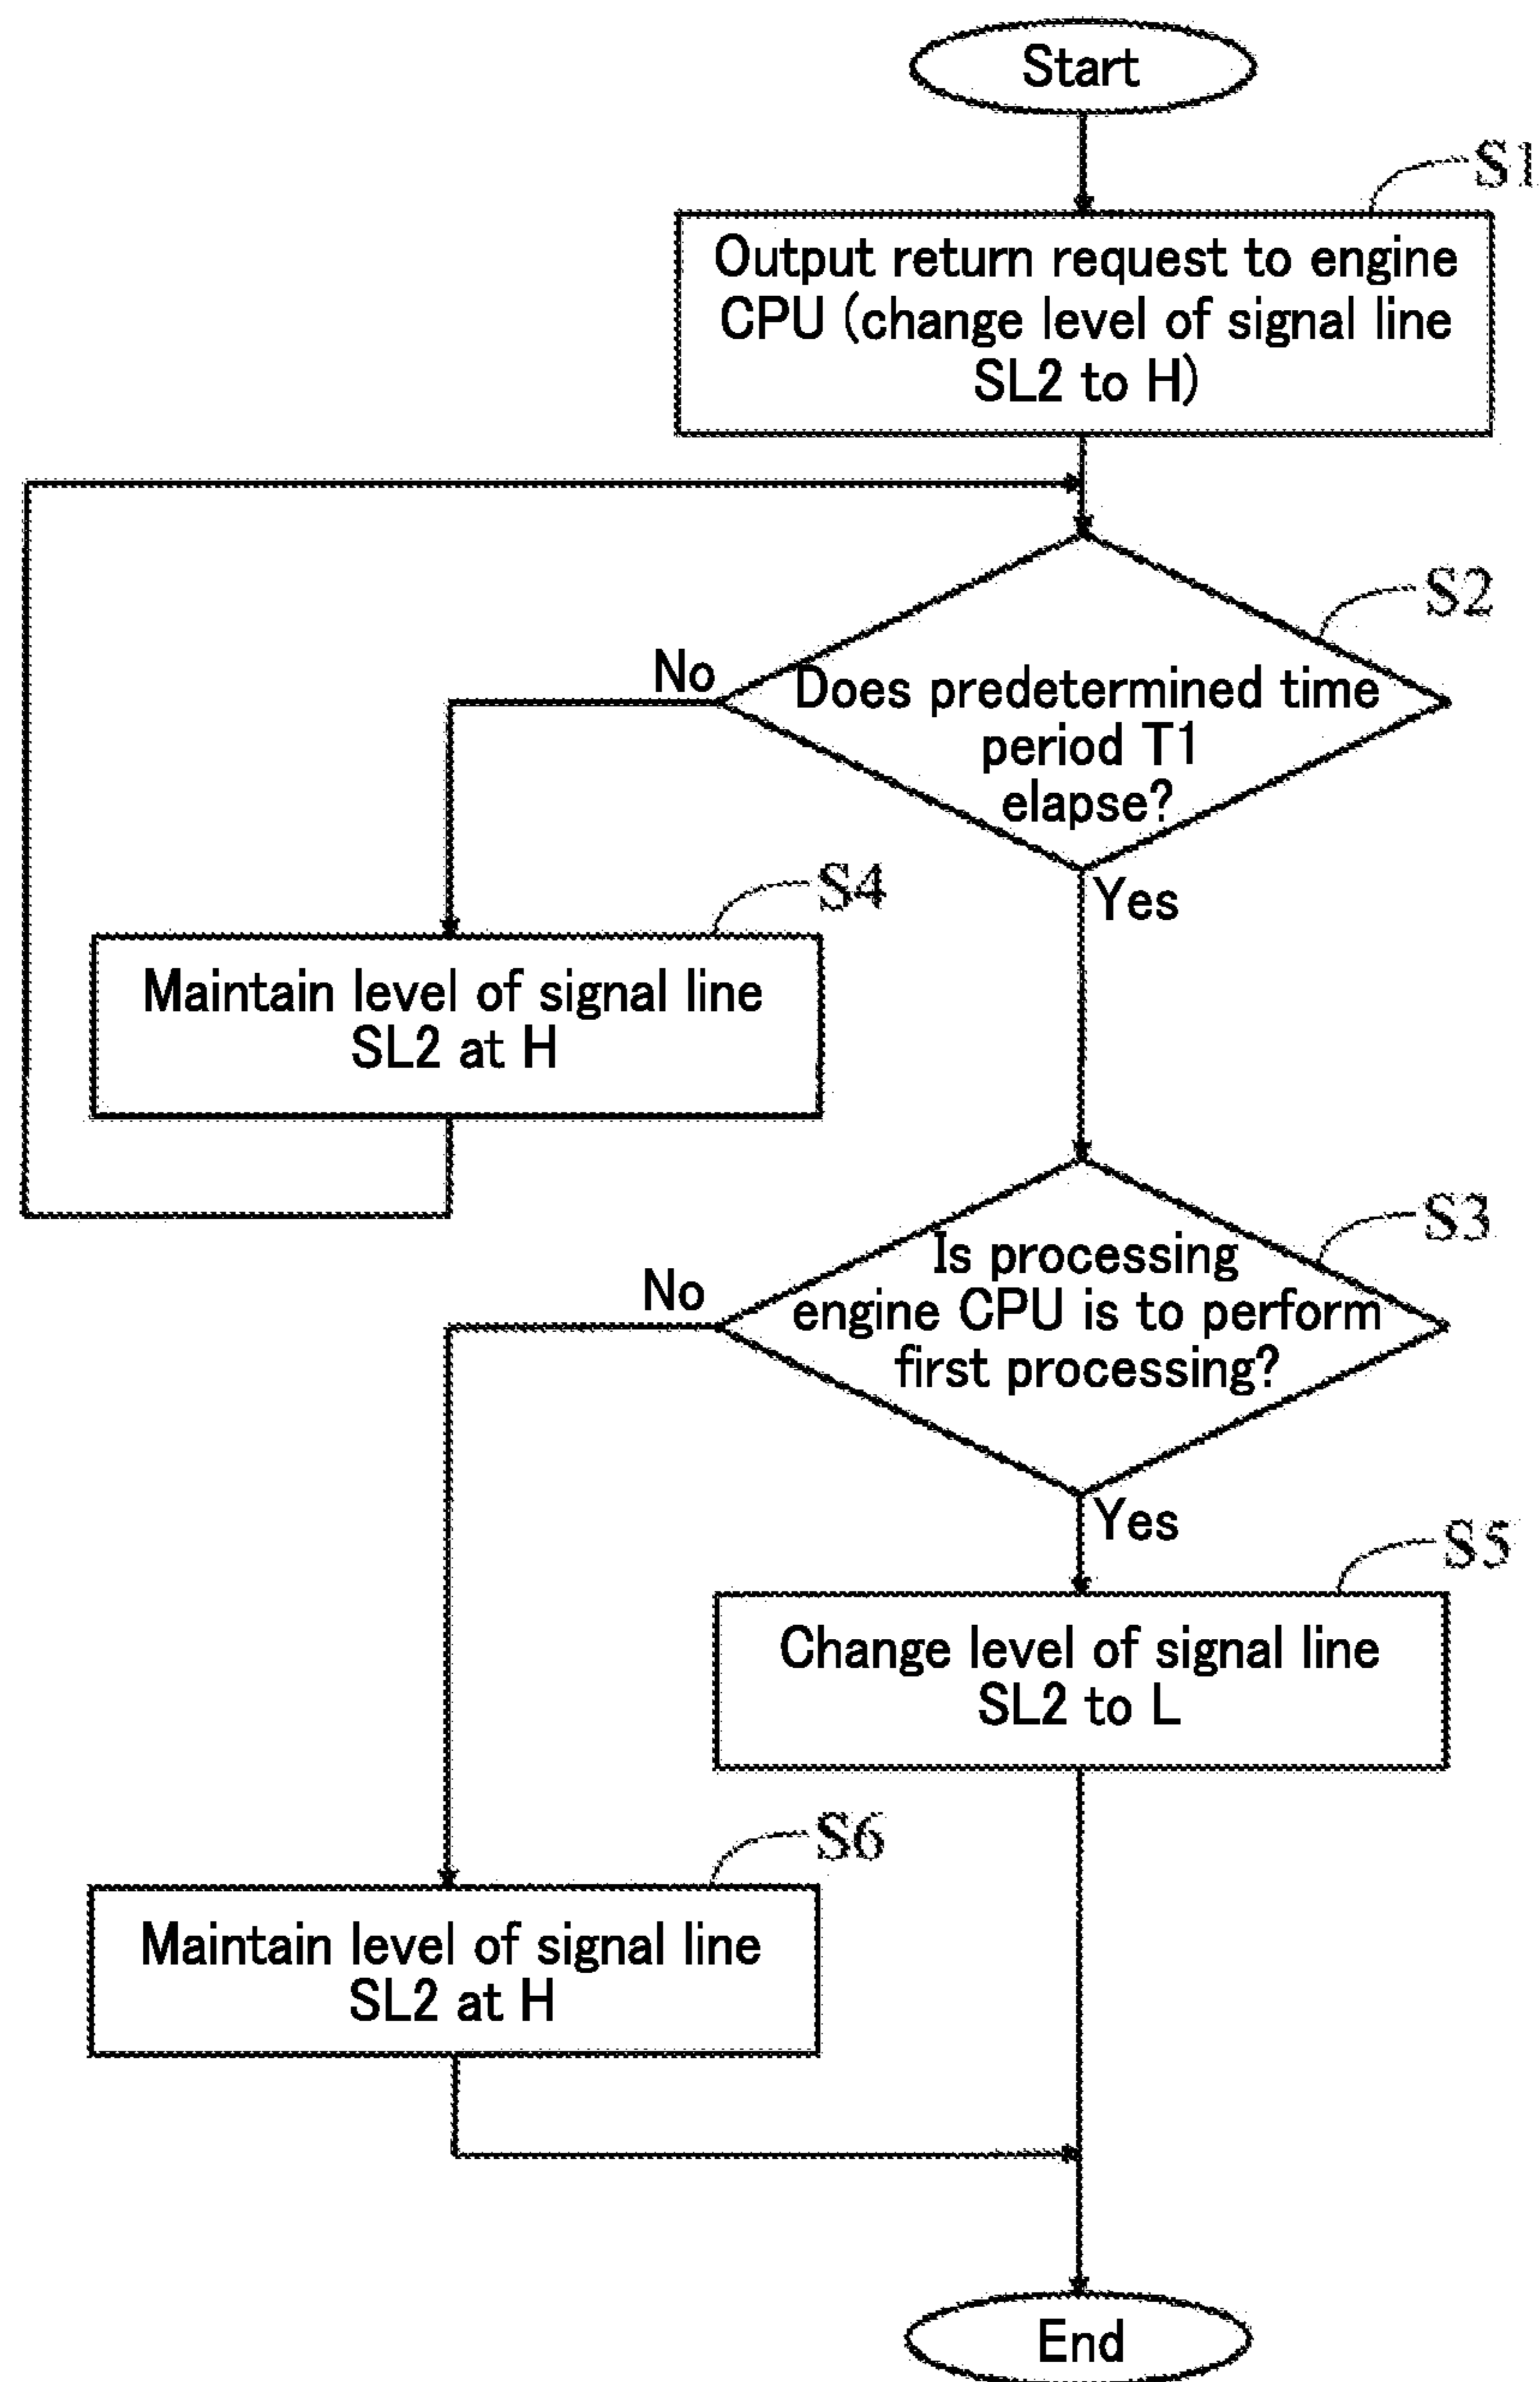 Start
S1
Output return request to engine
CPU (change level of signal line
SL2 to H)
S2
No
Does predetermined time
period T1
elapse?
Yes
S4
Maintain level of signal line
SL2 at H
S3
No
Is processing
engine CPU is to perform
first processing?
Yes
S5
Change level of signal line
SL2 to L
S6
Maintain level of signal line
SL2 at H
End